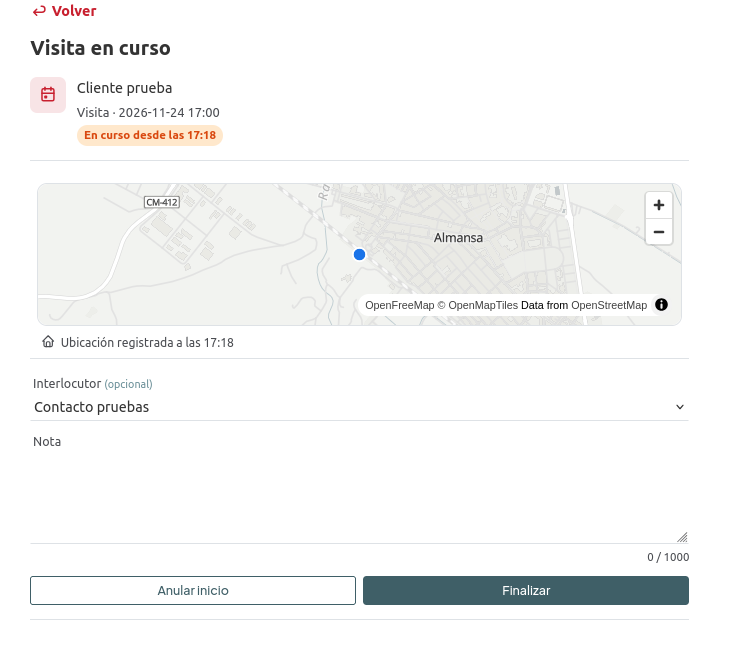 Volver
Visita en curso
Cliente prueba
Visita · 2026-11-24 17:00
En curso desde las 17:18
CM-412
Ra
Almansa
+
−
OpenFreeMap © OpenMapTiles Data from OpenStreetMap
Ubicación registrada a las 17:18
Interlocutor (opcional)
Contacto pruebas
Nota
0 / 1000
Anular inicio
Finalizar